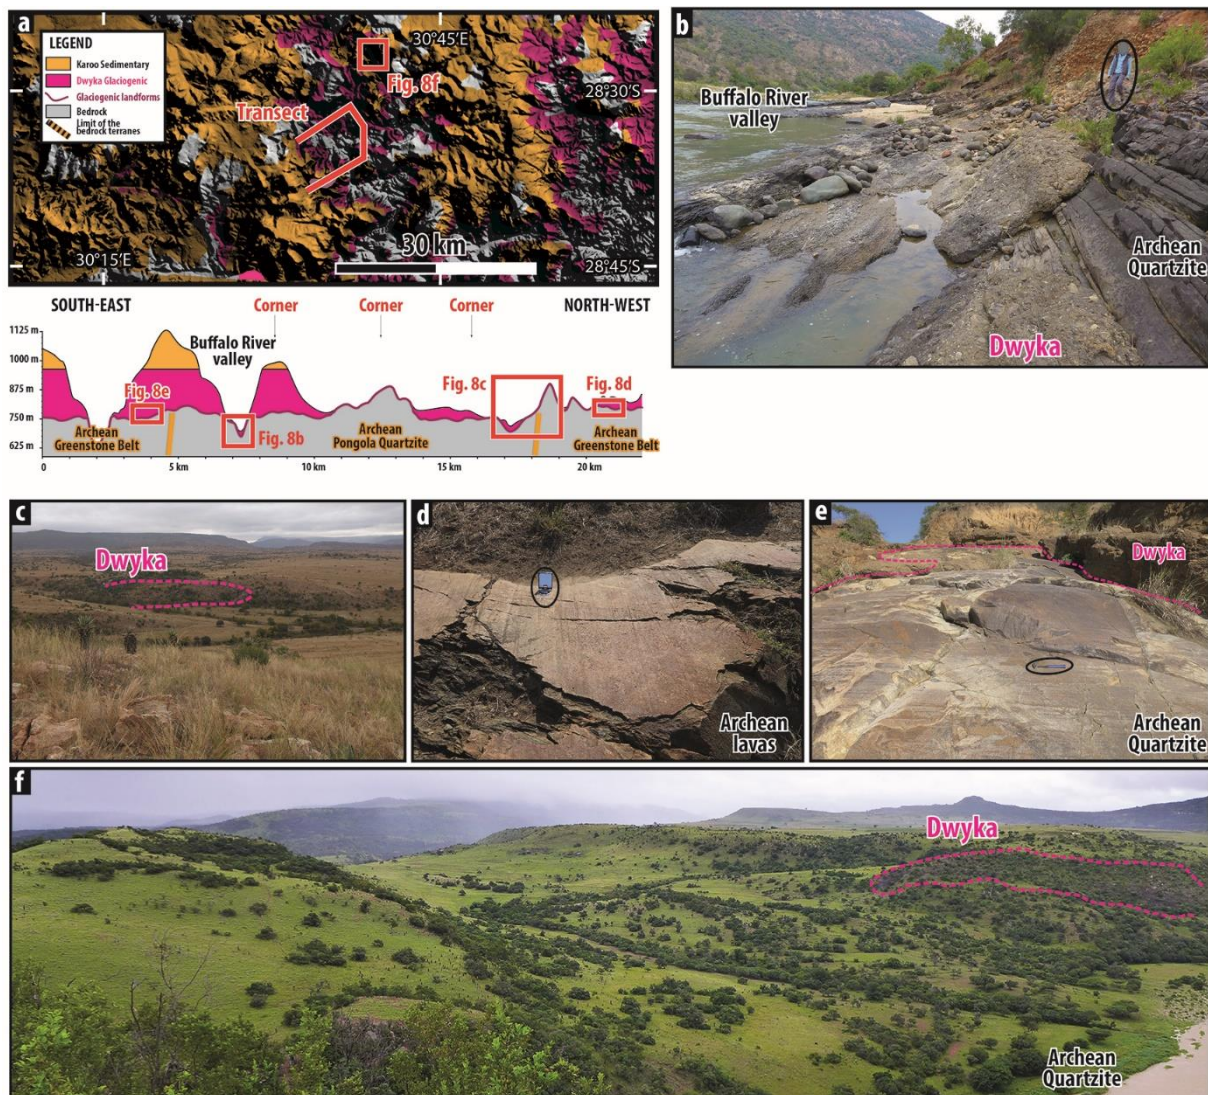 a
LEGEND
Karoo Sedimentary
Dwyka Glaciogenic
Glaciogenic landforms
Bedrock
Limit of the
bedrock terranes
30°45'E
Fig. 8f
28°30'S
Transect
30 km
30°15'E
28°45'S
SOUTH-EAST
Corner
Corner
Corner
NORTH-WEST
1125 m
1000 m
875 m
750 m
625 m
Buffalo River
valley
Fig. 8e
Fig. 8b
Fig. 8c
Fig. 8d
Archean
Greenstone Belt
Archean
Pongola Quartzite
Archean
Greenstone Belt
0 km
5 km
10 km
15 km
20 km
b
Buffalo River
valley
Archean
Quartzite
Dwyka
c
Dwyka
d
Archean
lavas
e
Dwyka
Archean
Quartzite
f
Dwyka
Archean
Quartzite